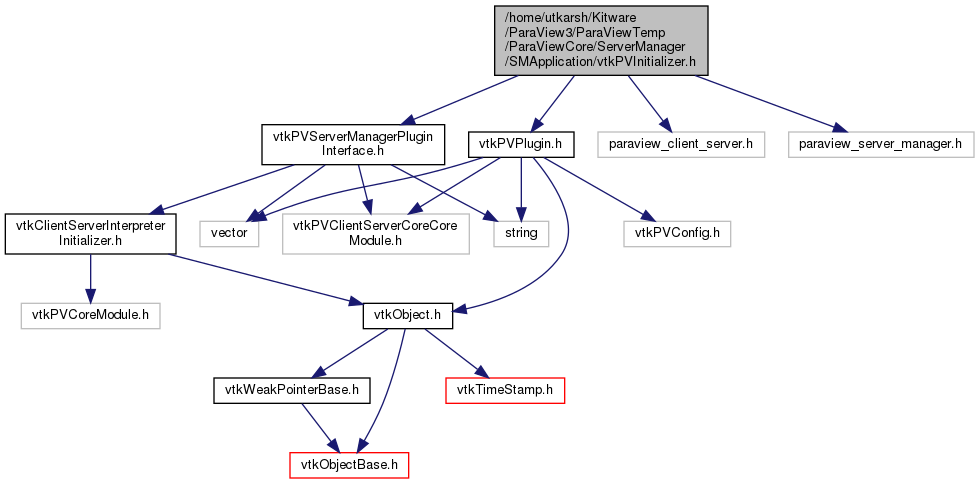 /home/utkarsh/Kitware
/ParaView3/ParaViewTemp
/ParaViewCore/ServerManager
/SMApplication/vtkPVInitializer.h
vtkPVServerManagerPlugin
Interface.h
vtkPVPlugin.h
paraview_client_server.h
paraview_server_manager.h
vtkClientServerInterpreter
Initializer.h
vector
vtkPVClientServerCoreCore
Module.h
string
vtkPVConfig.h
vtkPVCoreModule.h
vtkObject.h
vtkWeakPointerBase.h
vtkTimeStamp.h
vtkObjectBase.h